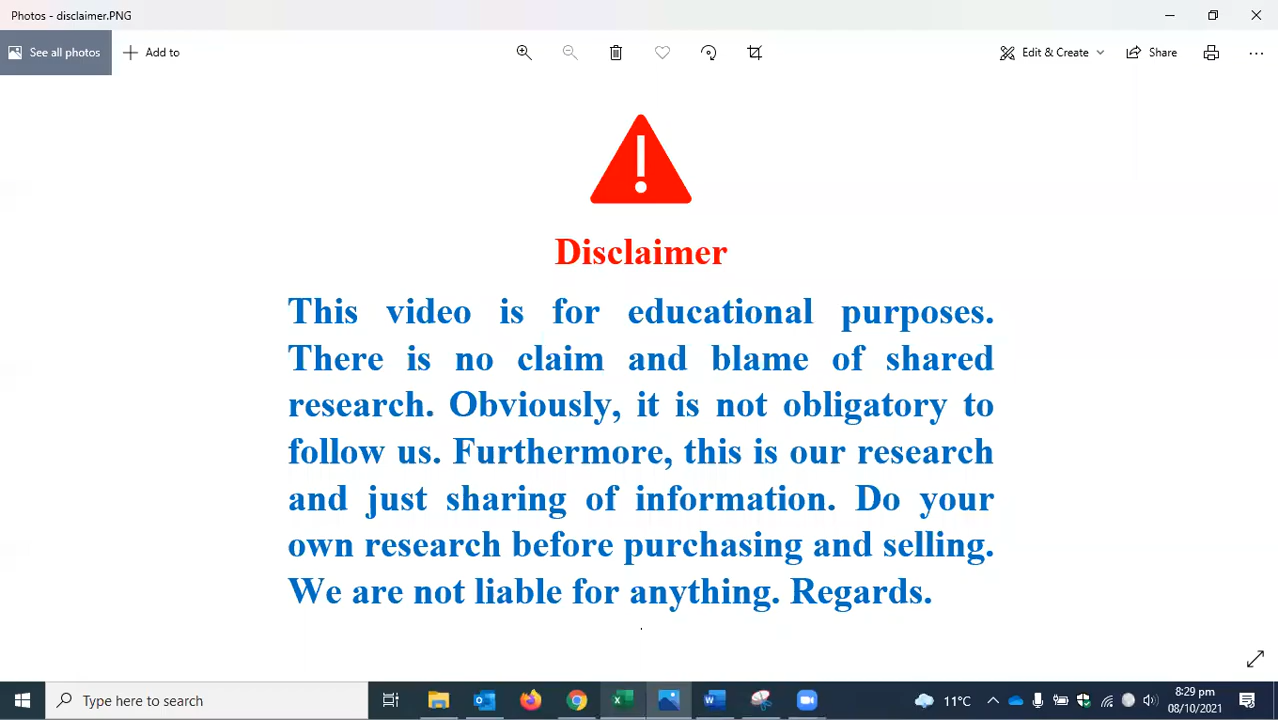 Photos - disclaimer.PNG
See all photos
Add to
Edit & Create
Share
Disclaimer
This video is for educational purposes.
There is no claim and blame of shared
research. Obviously, it is not obligatory to
follow us. Furthermore, this is our research
and just sharing of information. Do your
own research before purchasing and selling.
We are not liable for anything. Regards.
Type here to search
11°C
8:29 pm
08/10/2021